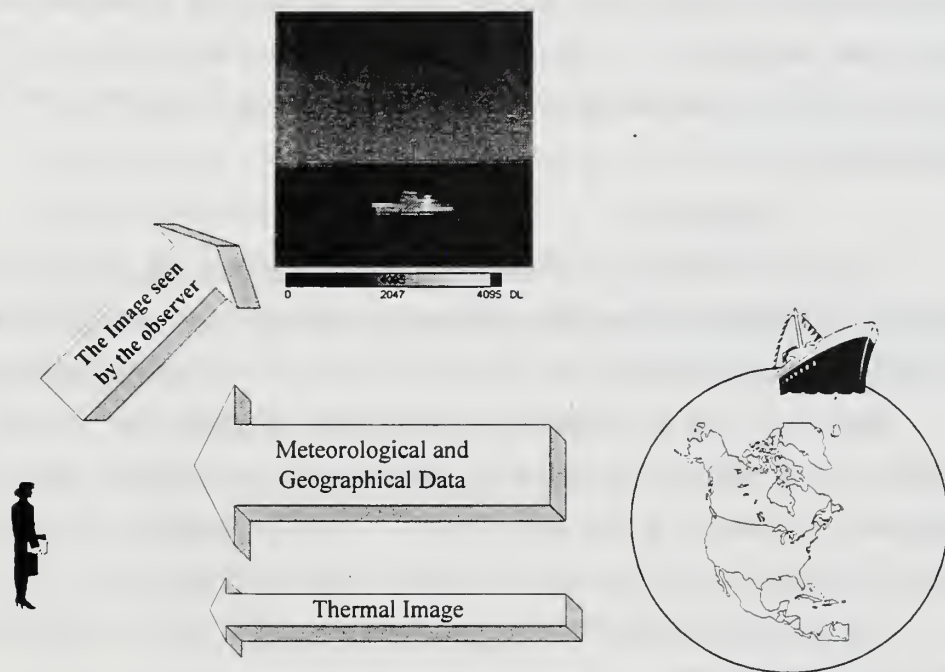 0 2047 4095 DL
The Image seen
by the observer
Meteorological and
Geographical Data
Thermal Image